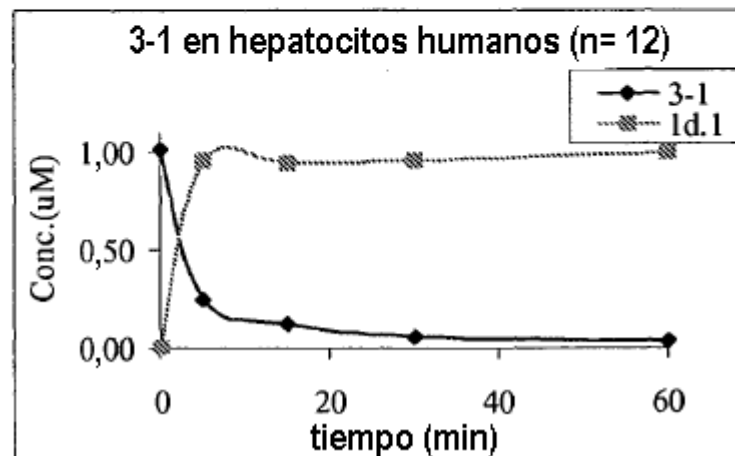 3-1 en hepatocitos humanos (n= 12)
3-1
1d.1
1,00
0,50
0,00
Conc.(uM)
0 20 40 60
tiempo (min)